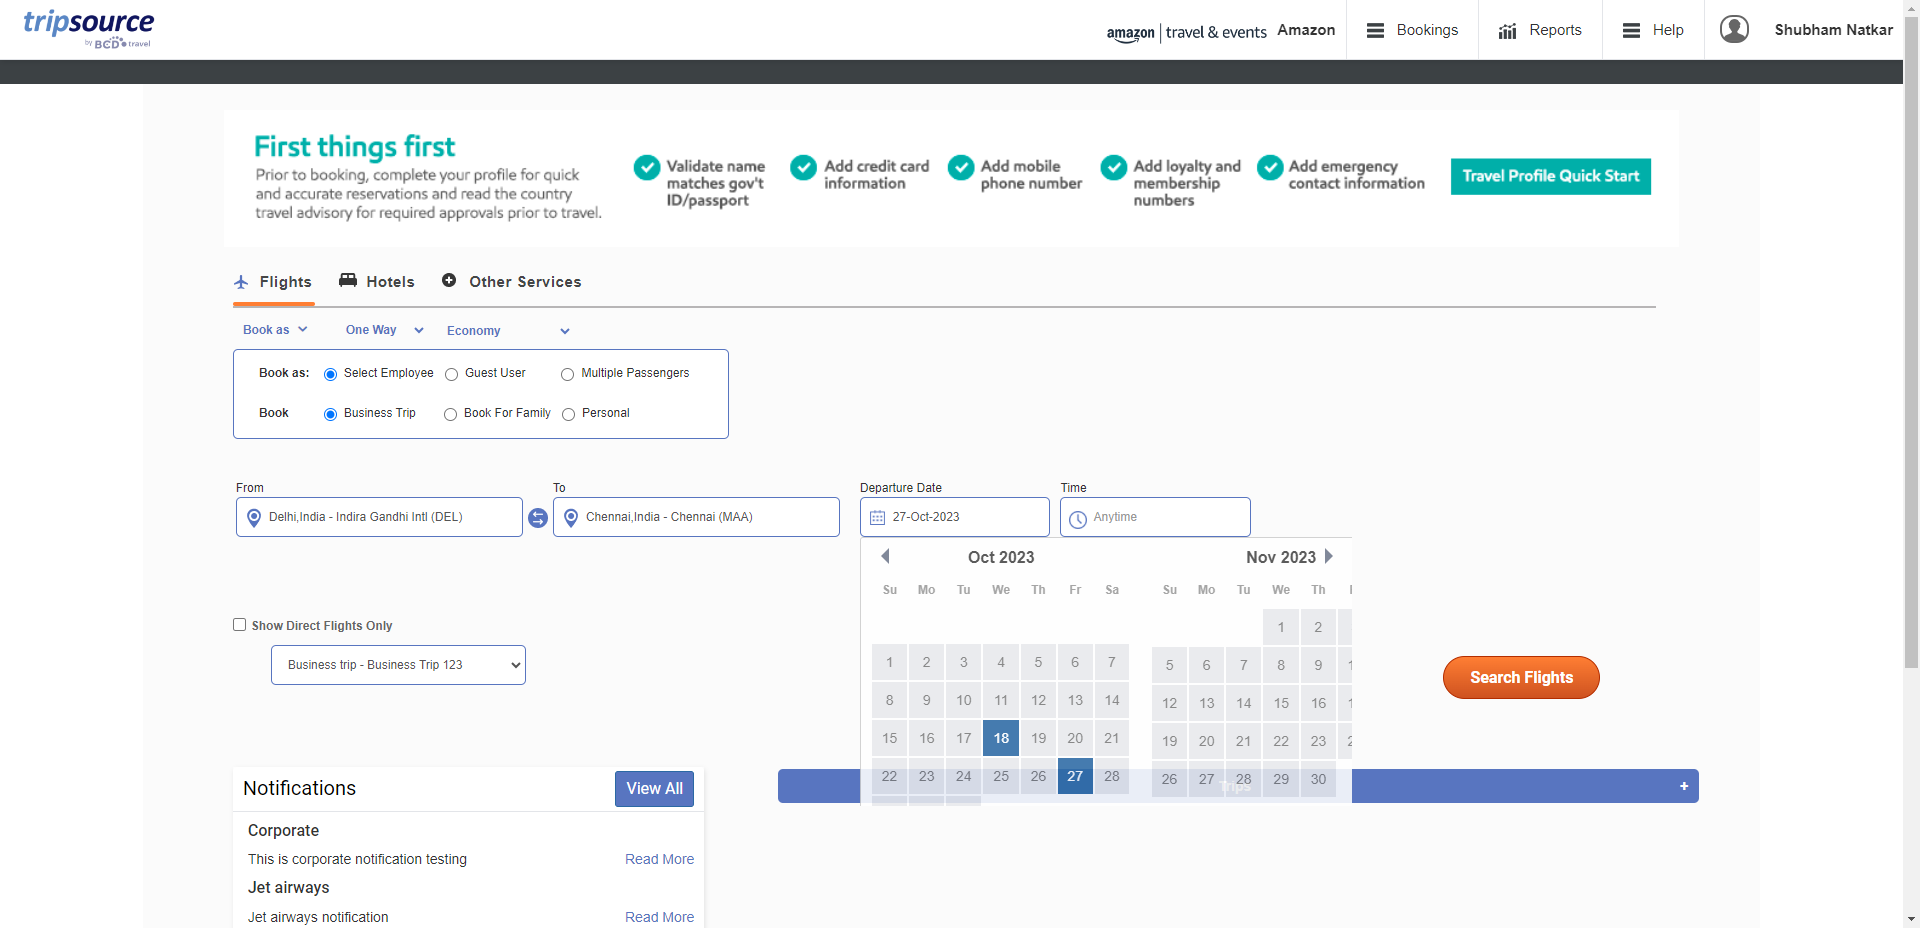 tripsource
by BCD travel
amazon | travel & events Amazon
Bookings
Reports
Help
Shubham Natkar
First things first
Prior to booking, complete your profile for quick
and accurate reservations and read the country
travel advisory for required approvals prior to travel.
Validate name
matches gov't
ID/passport
Add credit card
information
Add mobile
phone number
Add loyalty and
membership
numbers
Add emergency
contact information
Travel Profile Quick Start
Flights
Hotels
Other Services
Book as
One Way
Economy
Book as: Select Employee Guest User Multiple Passengers
Book Business Trip Book For Family Personal
From
To
Departure Date
Time
Delhi,India - Indira Gandhi Intl (DEL)
Chennai,India - Chennai (MAA)
27-Oct-2023
Anytime
Oct 2023
Su Mo Tu We Th Fr Sa
1 2 3 4 5 6 7
8 9 10 11 12 13 14
15 16 17 18 19 20 21
22 23 24 25 26 27 28
Nov 2023
Su Mo Tu We Th
1 2
5 6 7 8 9
12 13 14 15 16
19 20 21 22 23
26 27 28 29 30
Show Direct Flights Only
Business trip - Business Trip 123
Search Flights
Trips +
Notifications
View All
Corporate
This is corporate notification testing Read More
Jet airways
Jet airways notification Read More